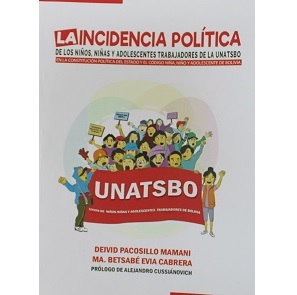 LA INCIDENCIA POLÍTICA
DE LOS NIÑOS, NIÑAS Y ADOLESCENTES TRABAJADORES DE LA UNATSBO
EN LA CONSTITUCIÓN POLÍTICA DEL ESTADO Y EL CÓDIGO NIÑA, NIÑO Y ADOLESCENTE DE BOLIVIA
UNATSBO
UNIÓN DE NIÑOS NIÑAS Y ADOLESCENTES TRABAJADORES DE BOLIVIA
DEIVID PACOSILLO MAMANI
MA. BETSABÉ EVIA CABRERA
PRÓLOGO DE ALEJANDRO CUSSIÁNOVICH